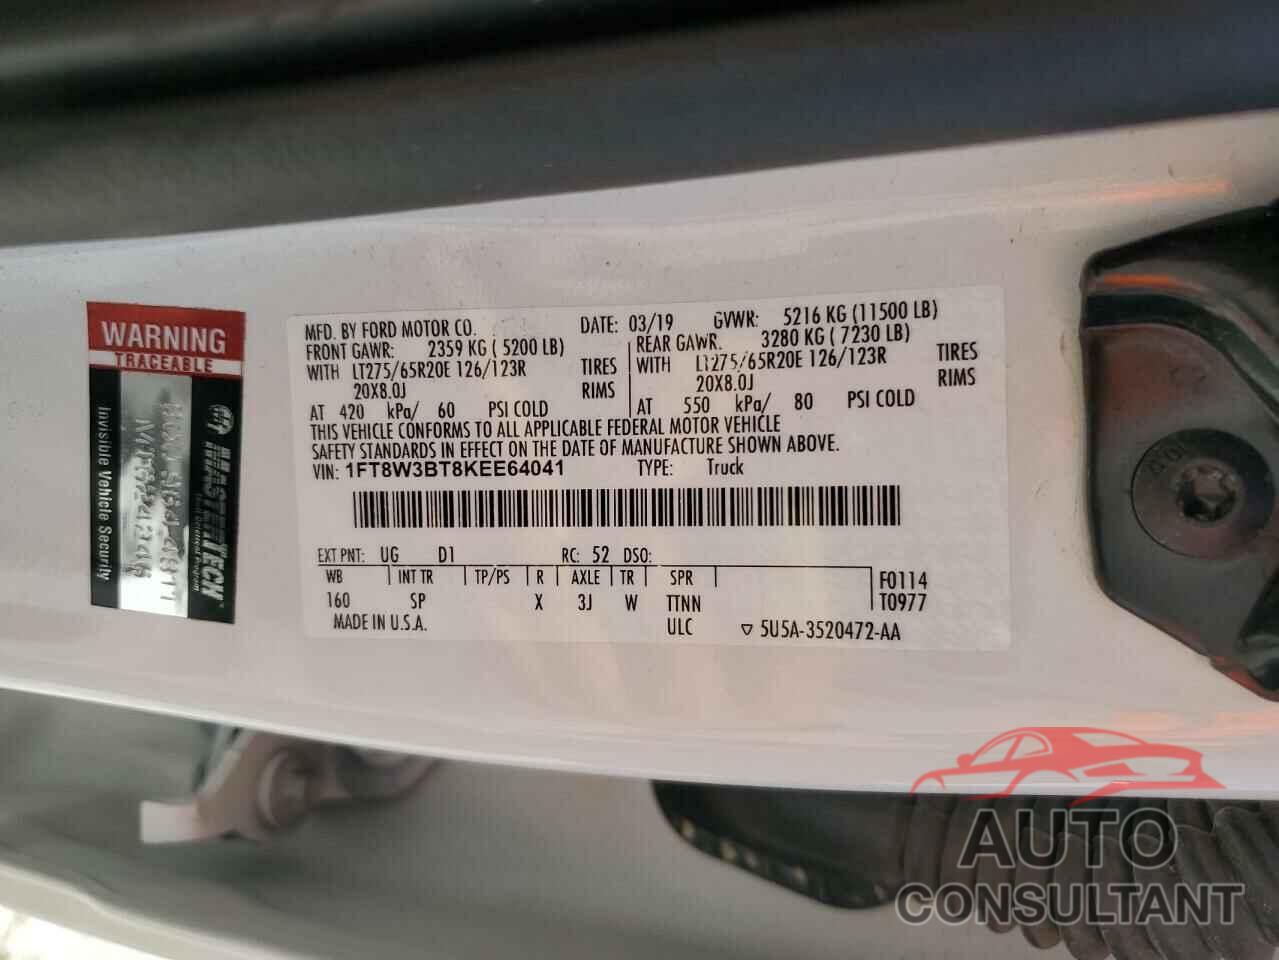 WARNING
TRACEABLE
Invisible Vehicle Security
MASTER
HASHTECH
MFD. BY FORD MOTOR CO.
DATE: 03/19
GVWR: 5216 KG (11500 LB)
FRONT GAWR: 2359 KG ( 5200 LB)
REAR GAWR. 3280 KG ( 7230 LB)
WITH LT275/65R20E 126/123R TIRES
WITH LT275/65R20E 126/123R TIRES
20X8.0J RIMS
20X8.0J RIMS
AT 420 kPa/ 60 PSI COLD
AT 550 kPa/ 80 PSI COLD
THIS VEHICLE CONFORMS TO ALL APPLICABLE FEDERAL MOTOR VEHICLE
SAFETY STANDARDS IN EFFECT ON THE DATE OF MANUFACTURE SHOWN ABOVE.
VIN: 1FT8W3BT8KEE64041 TYPE: Truck
EXT PNT: UG D1 RC: 52 DSO:
WB INT TR TP/PS R AXLE TR SPR F0114
160 SP X 3J W TTNN T0977
MADE IN U.S.A. ULC ▽ 5U5A-3520472-AA
AUTO
CONSULTANT